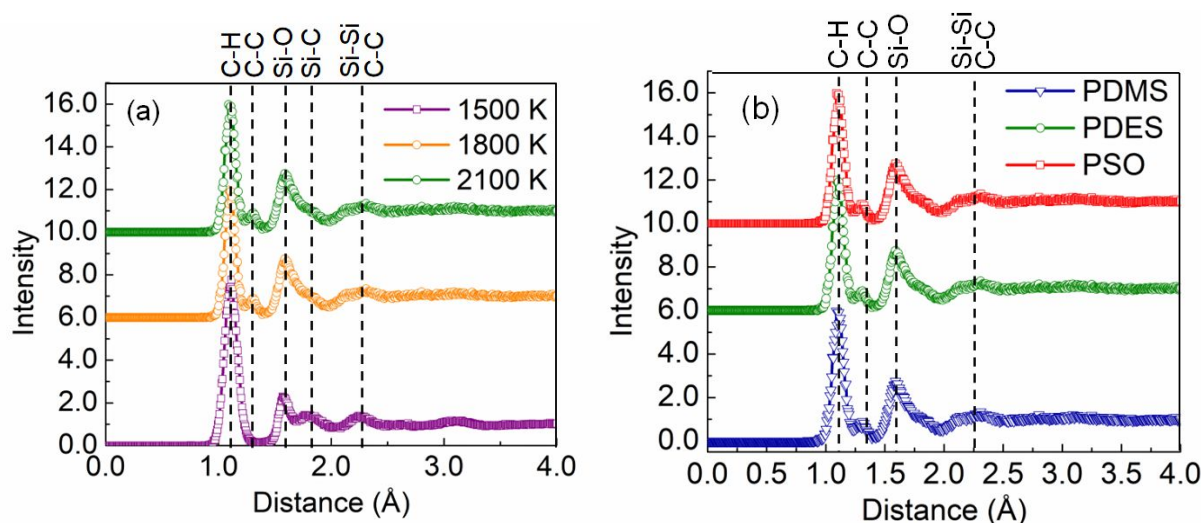 C-H
C-C
Si-O
Si-C
Si-Si
C-C
(a)
1500 K
1800 K
2100 K
16.0
14.0
12.0
10.0
8.0
6.0
4.0
2.0
0.0
Intensity
0.0 1.0 2.0 3.0 4.0
Distance (Å)
C-H
C-C
Si-O
Si-Si
C-C
(b)
PDMS
PDES
PSO
16.0
14.0
12.0
10.0
8.0
6.0
4.0
2.0
0.0
Intensity
0.0 0.5 1.0 1.5 2.0 2.5 3.0 3.5 4.0
Distance (Å)